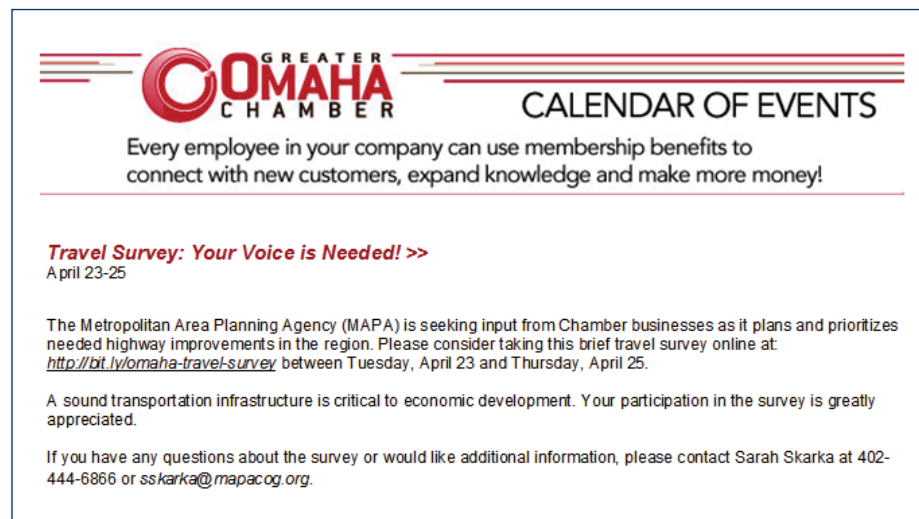 GREATER
OMAHA
CHAMBER
CALENDAR OF EVENTS
Every employee in your company can use membership benefits to
connect with new customers, expand knowledge and make more money!
Travel Survey: Your Voice is Needed! >>
April 23-25
The Metropolitan Area Planning Agency (MAPA) is seeking input from Chamber businesses as it plans and prioritizes
needed highway improvements in the region. Please consider taking this brief travel survey online at:
http://bit.ly/omaha-travel-survey between Tuesday, April 23 and Thursday, April 25.
A sound transportation infrastructure is critical to economic development. Your participation in the survey is greatly
appreciated.
If you have any questions about the survey or would like additional information, please contact Sarah Skarka at 402-
444-6866 or sskarka@mapacog.org.